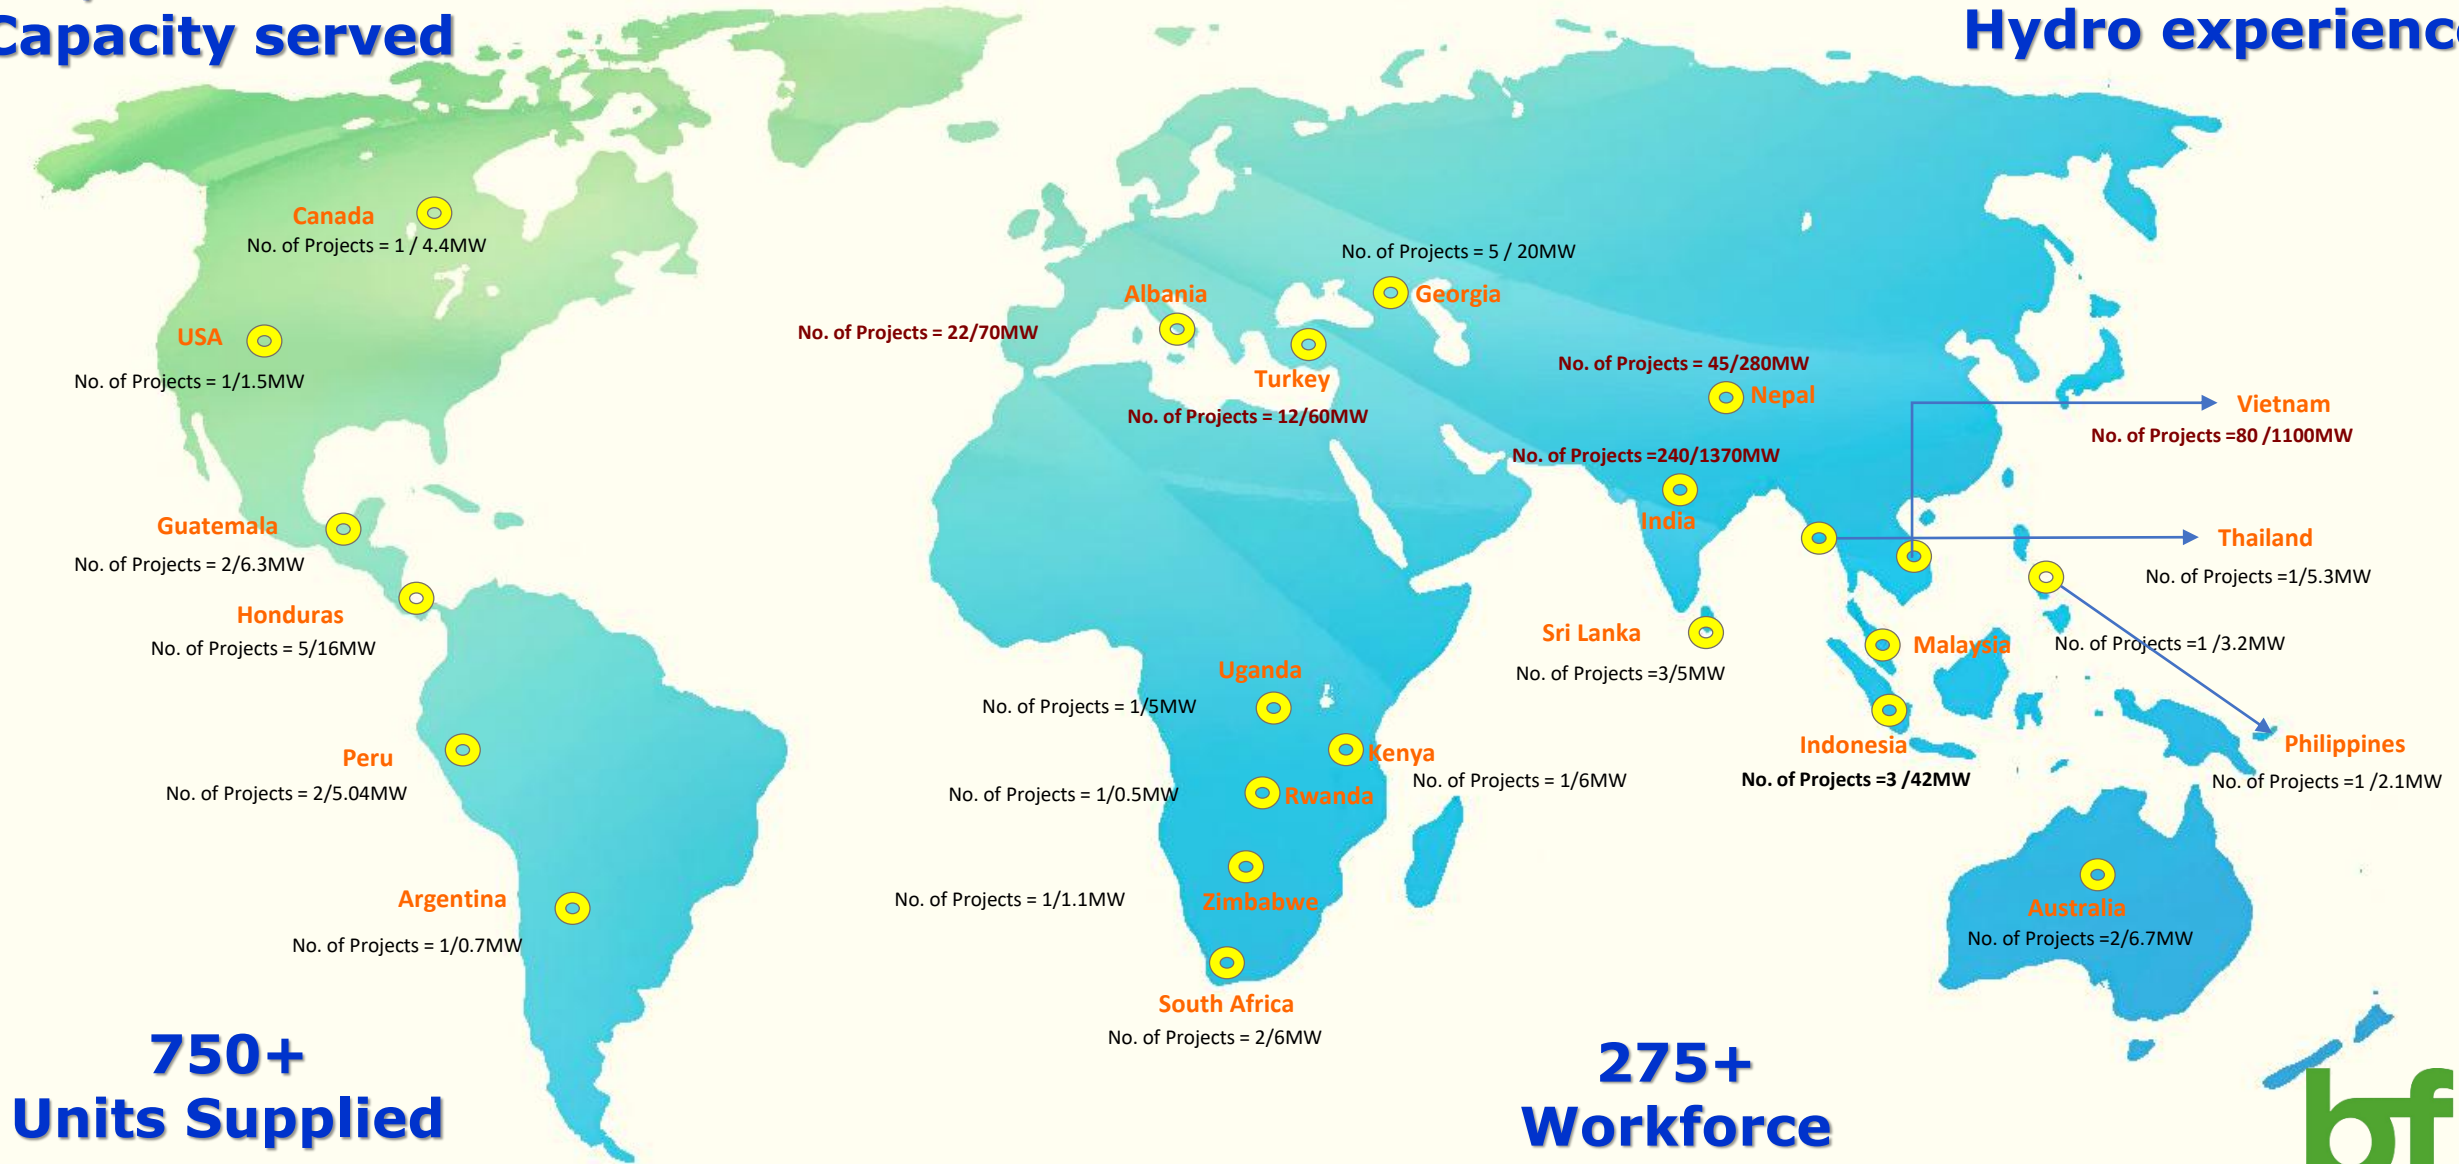 Capacity served
Hydro experience
Canada
No. of Projects = 1 / 4.4MW
USA
No. of Projects = 1/1.5MW
Guatemala
No. of Projects = 2/6.3MW
Honduras
No. of Projects = 5/16MW
Peru
No. of Projects = 2/5.04MW
Argentina
No. of Projects = 1/0.7MW
No. of Projects = 5 / 20MW
Georgia
Albania
No. of Projects = 22/70MW
Turkey
No. of Projects = 12/60MW
No. of Projects = 45/280MW
Nepal
No. of Projects =240/1370MW
India
Vietnam
No. of Projects =80 /1100MW
Thailand
No. of Projects =1/5.3MW
Sri Lanka
No. of Projects =3/5MW
Malaysia
No. of Projects =1 /3.2MW
Indonesia
No. of Projects =3 /42MW
Philippines
No. of Projects =1 /2.1MW
Uganda
No. of Projects = 1/5MW
Kenya
No. of Projects = 1/6MW
Rwanda
No. of Projects = 1/0.5MW
Zimbabwe
No. of Projects = 1/1.1MW
South Africa
No. of Projects = 2/6MW
Australia
No. of Projects =2/6.7MW
750+
Units Supplied
275+
Workforce
bf